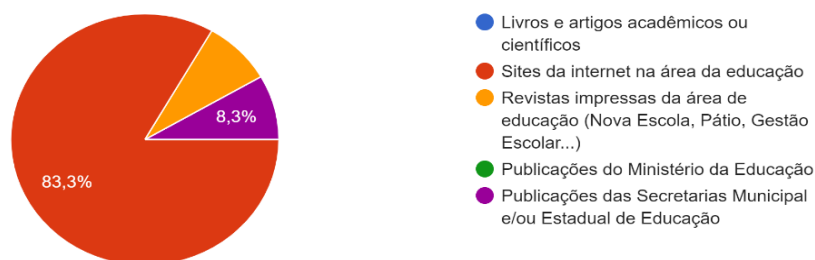 8,3%
83,3%
Livros e artigos acadêmicos ou
científicos
Sites da internet na área da educação
Revistas impressas da área de
educação (Nova Escola, Pátio, Gestão
Escolar...)
Publicações do Ministério da Educação
Publicações das Secretarias Municipal
e/ou Estadual de Educação